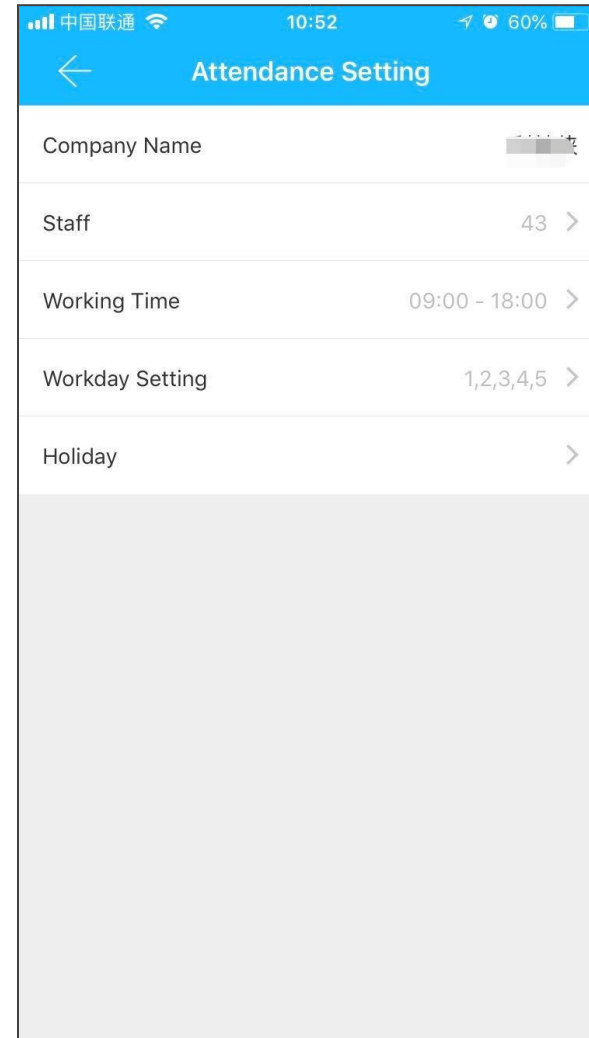 中国联通 10:52 60%
Attendance Setting
Company Name
Staff 43
Working Time 09:00 - 18:00
Workday Setting 1,2,3,4,5
Holiday